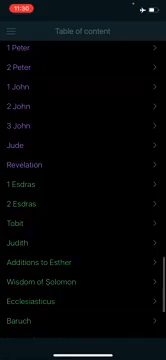 11:30
Table of content
1 Peter
2 Peter
1 John
2 John
3 John
Jude
Revelation
1 Esdras
2 Esdras
Tobit
Judith
Additions to Esther
Wisdom of Solomon
Ecclesiasticus
Baruch